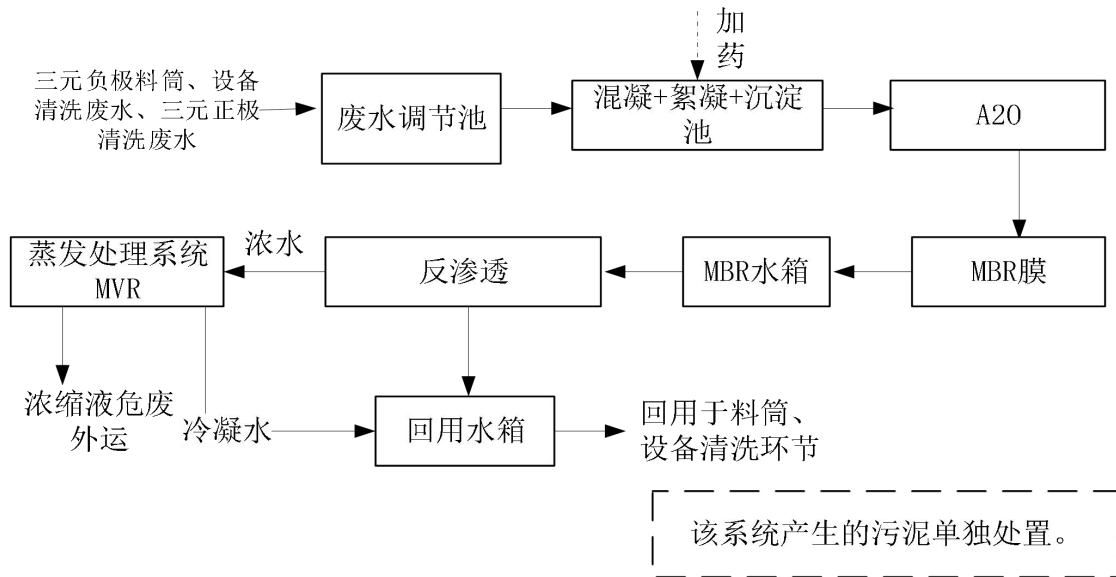 加
药
三元负极料筒、设备
清洗废水、三元正极
清洗废水
废水调节池
混凝+絮凝+沉淀
池
A2O
蒸发处理系统
MVR
浓水
反渗透
MBR水箱
MBR膜
浓缩液危废
外运
冷凝水
回用水箱
回用于料筒、
设备清洗环节
该系统产生的污泥单独处置。